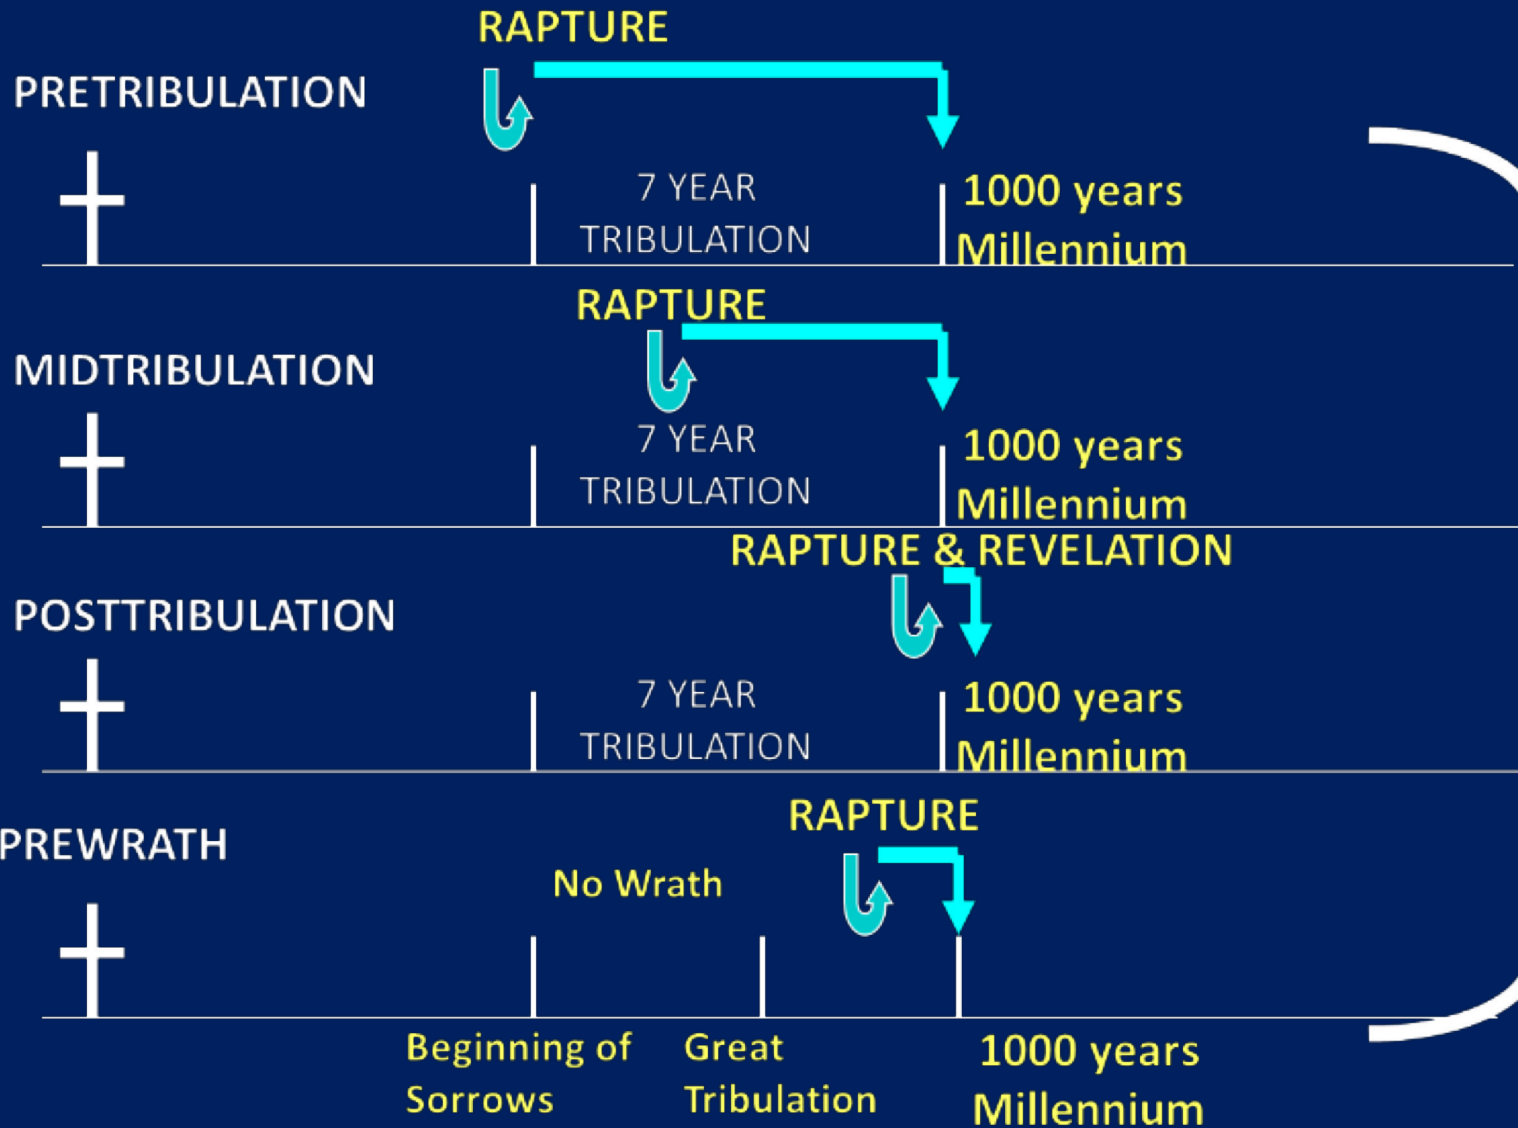 RAPTURE
PRETRIBULATION
7 YEAR
TRIBULATION
1000 years
Millennium
RAPTURE
MIDTRIBULATION
7 YEAR
TRIBULATION
1000 years
Millennium
RAPTURE & REVELATION
POSTTRIBULATION
7 YEAR
TRIBULATION
1000 years
Millennium
RAPTURE
PREWRATH
No Wrath
Beginning of
Sorrows
Great
Tribulation
1000 years
Millennium